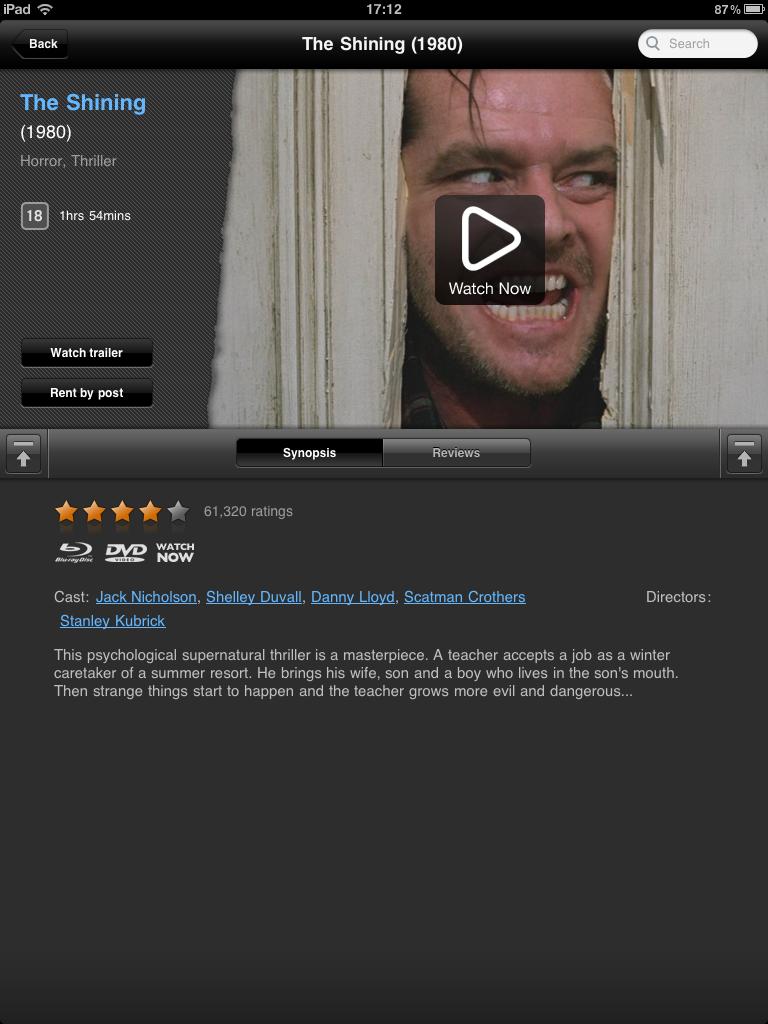 iPad 17:12 87%
Back The Shining (1980) Search
The Shining
(1980)
Horror, Thriller
18 1hrs 54mins
Watch Now
Watch trailer
Rent by post
Synopsis Reviews
61,320 ratings
Blu-ray Disc DVD VIDEO WATCH NOW
Cast: Jack Nicholson, Shelley Duvall, Danny Lloyd, Scatman Crothers Directors:
Stanley Kubrick
This psychological supernatural thriller is a masterpiece. A teacher accepts a job as a winter
caretaker of a summer resort. He brings his wife, son and a boy who lives in the son's mouth.
Then strange things start to happen and the teacher grows more evil and dangerous...